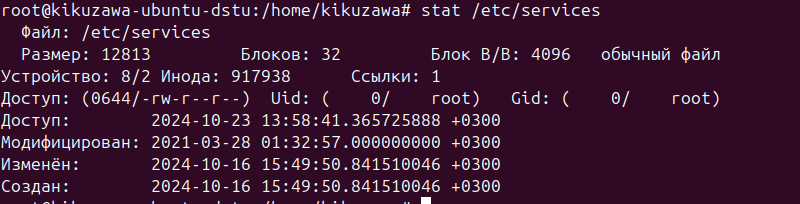 root@kikuzawa-ubuntu-dstu:/home/kikuzawa# stat /etc/services
Файл: /etc/services
Размер: 12813 Блоков: 32 Блок В/В: 4096 обычный файл
Устройство: 8/2 Инода: 917938 Ссылки: 1
Доступ: (0644/-rw-r--r--) Uid: ( 0/ root) Gid: ( 0/ root)
Доступ: 2024-10-23 13:58:41.365725888 +0300
Модифицирован: 2021-03-28 01:32:57.000000000 +0300
Изменён: 2024-10-16 15:49:50.841510046 +0300
Создан: 2024-10-16 15:49:50.841510046 +0300